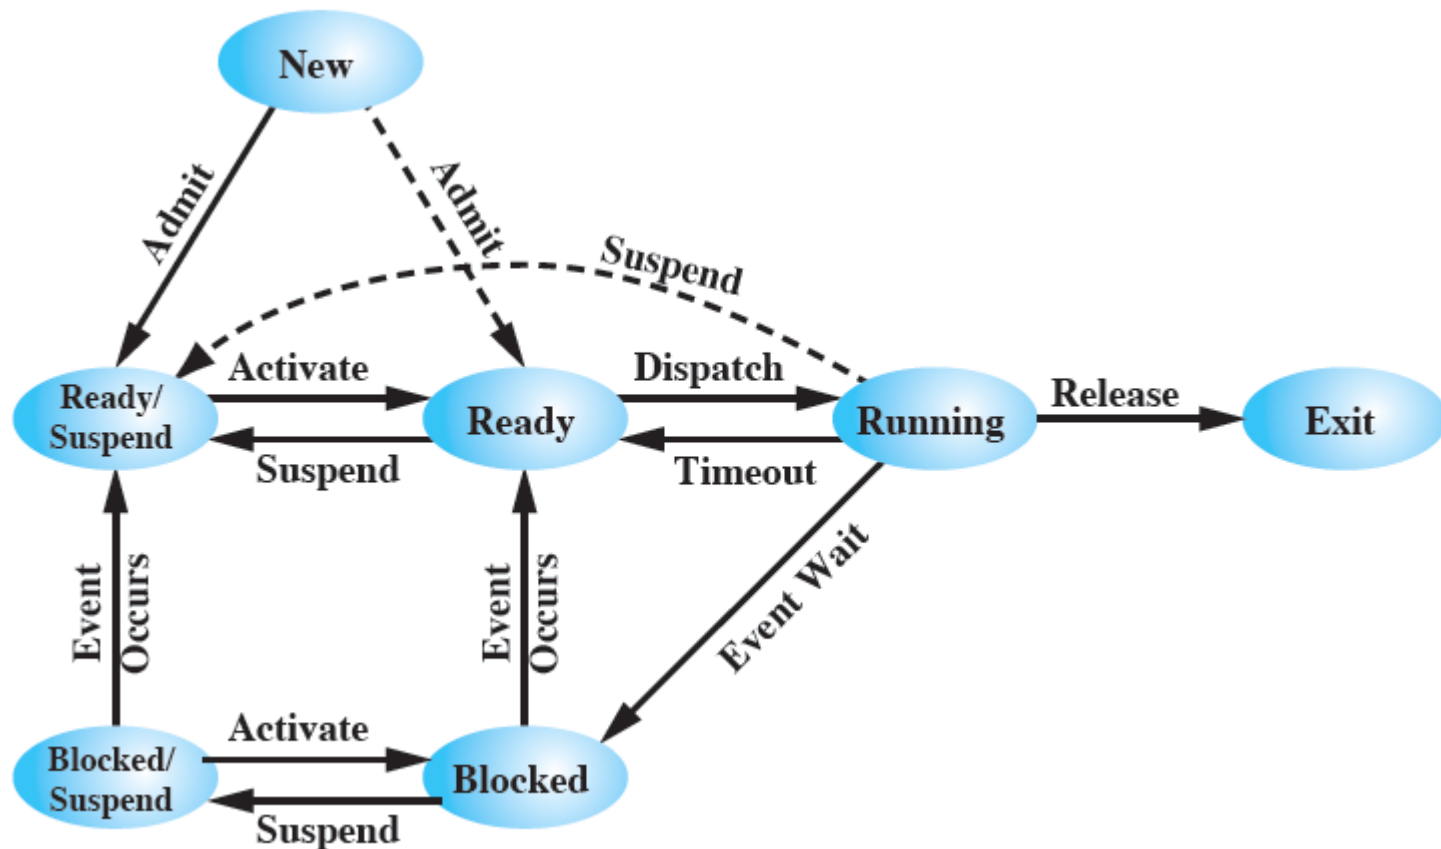 New
Admit
Admit
Suspend
Ready/
Suspend
Activate
Suspend
Ready
Dispatch
Timeout
Running
Release
Exit
Event
Occurs
Event
Occurs
Event Wait
Blocked/
Suspend
Activate
Suspend
Blocked